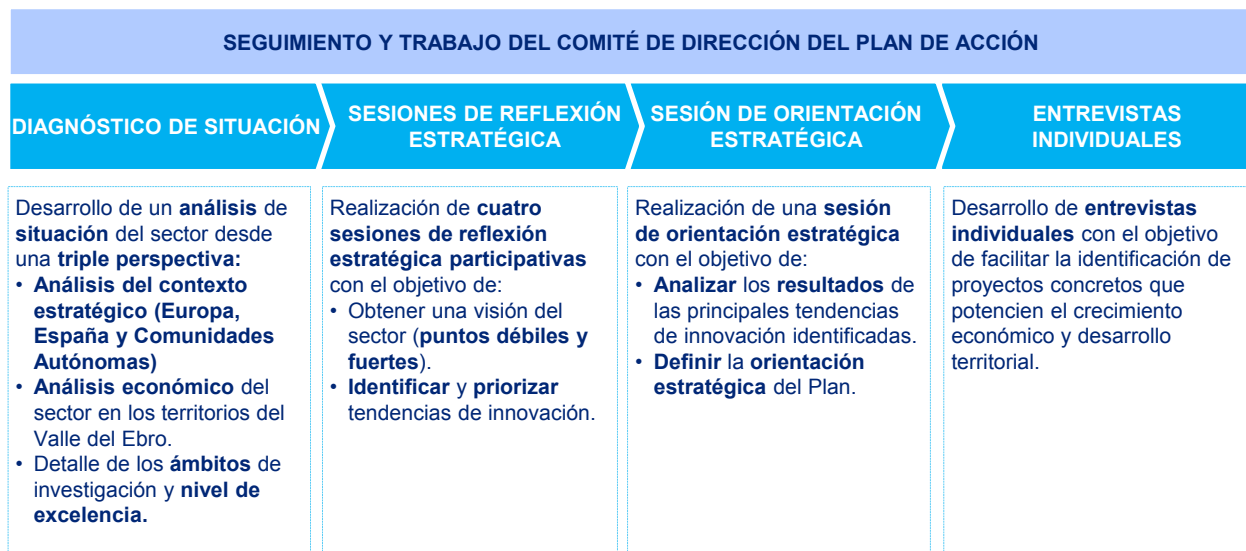 SEGUIMIENTO Y TRABAJO DEL COMITÉ DE DIRECCIÓN DEL PLAN DE ACCIÓN
DIAGNÓSTICO DE SITUACIÓN
SESIONES DE REFLEXIÓN
ESTRATÉGICA
SESIÓN DE ORIENTACIÓN
ESTRATÉGICA
ENTREVISTAS
INDIVIDUALES
Desarrollo de un análisis de
situación del sector desde
una triple perspectiva:
• Análisis del contexto
estratégico (Europa,
España y Comunidades
Autónomas)
• Análisis económico del
sector en los territorios del
Valle del Ebro.
• Detalle de los ámbitos de
investigación y nivel de
excelencia.
Realización de cuatro
sesiones de reflexión
estratégica participativas
con el objetivo de:
• Obtener una visión del
sector (puntos débiles y
fuertes).
• Identificar y priorizar
tendencias de innovación.
Realización de una sesión
de orientación estratégica
con el objetivo de:
• Analizar los resultados de
las principales tendencias
de innovación identificadas.
• Definir la orientación
estratégica del Plan.
Desarrollo de entrevistas
individuales con el objetivo
de facilitar la identificación de
proyectos concretos que
potencien el crecimiento
económico y desarrollo
territorial.